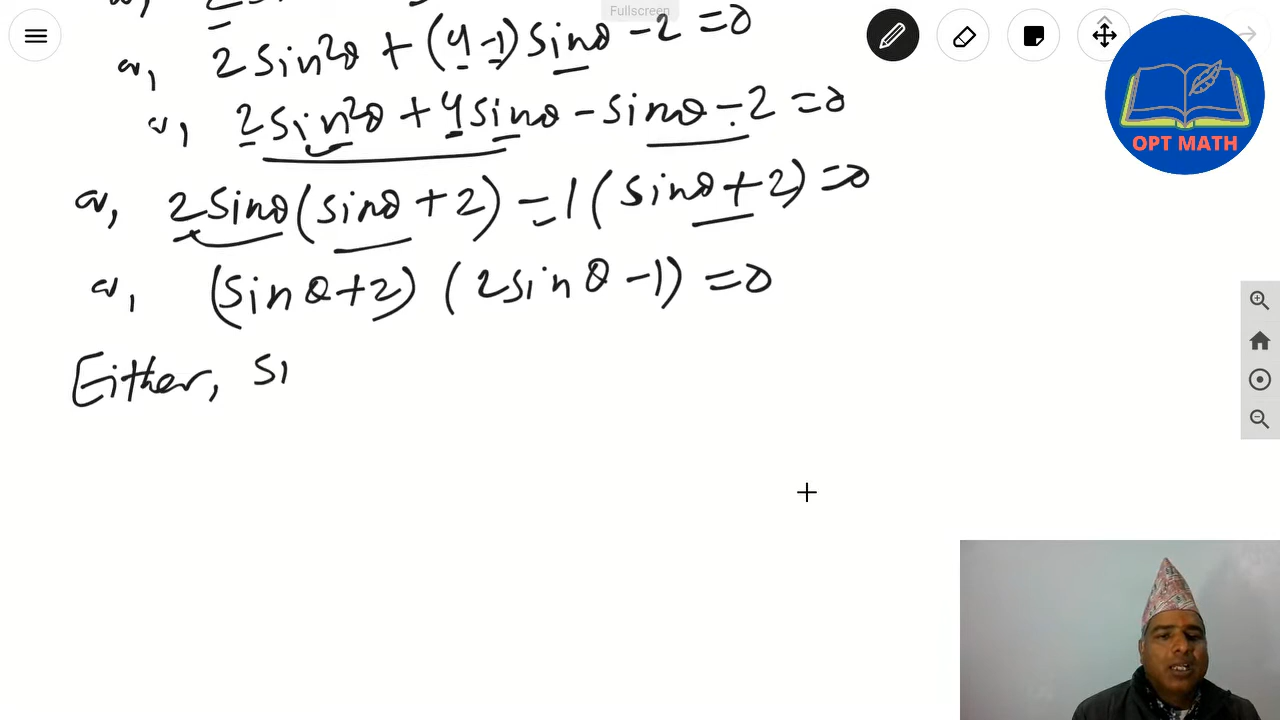 Fullscreen
or, 2sin²θ + (4-1)sinθ - 2 = 0
or, 2sin²θ + 4sinθ - sinθ - 2 = 0
or, 2sinθ(sinθ + 2) - 1(sinθ + 2) = 0
or, (sinθ + 2) (2sinθ - 1) = 0
Either, si
OPT MATH